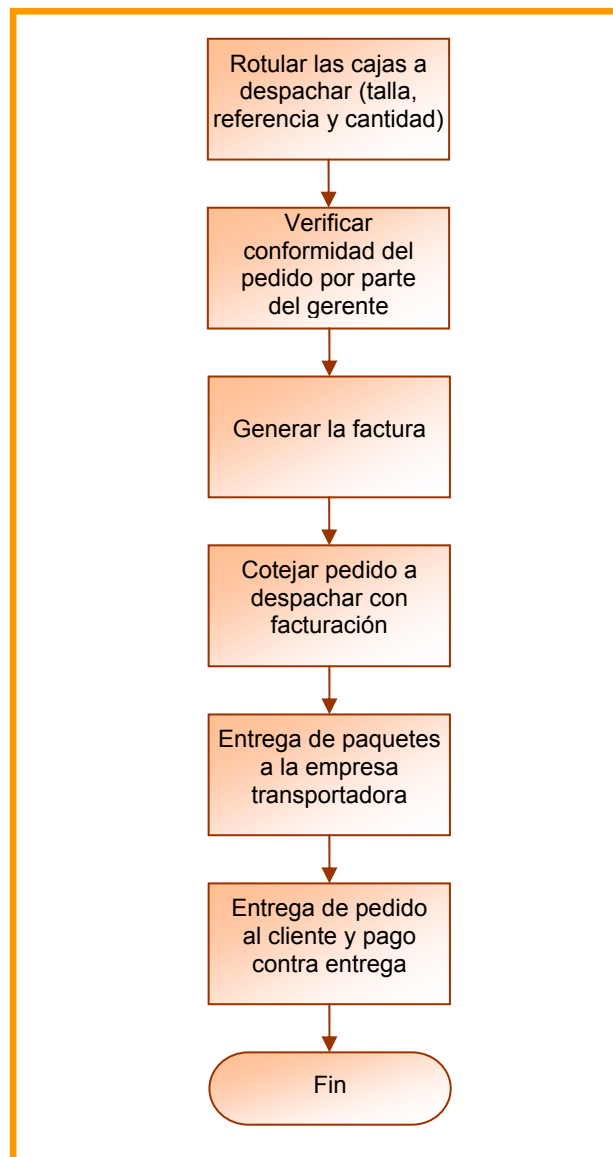 Rotular las cajas a
despachar (talla,
referencia y cantidad)
Verificar
conformidad del
pedido por parte
del gerente
Generar la factura
Cotejar pedido a
despachar con
facturación
Entrega de paquetes
a la empresa
transportadora
Entrega de pedido
al cliente y pago
contra entrega
Fin